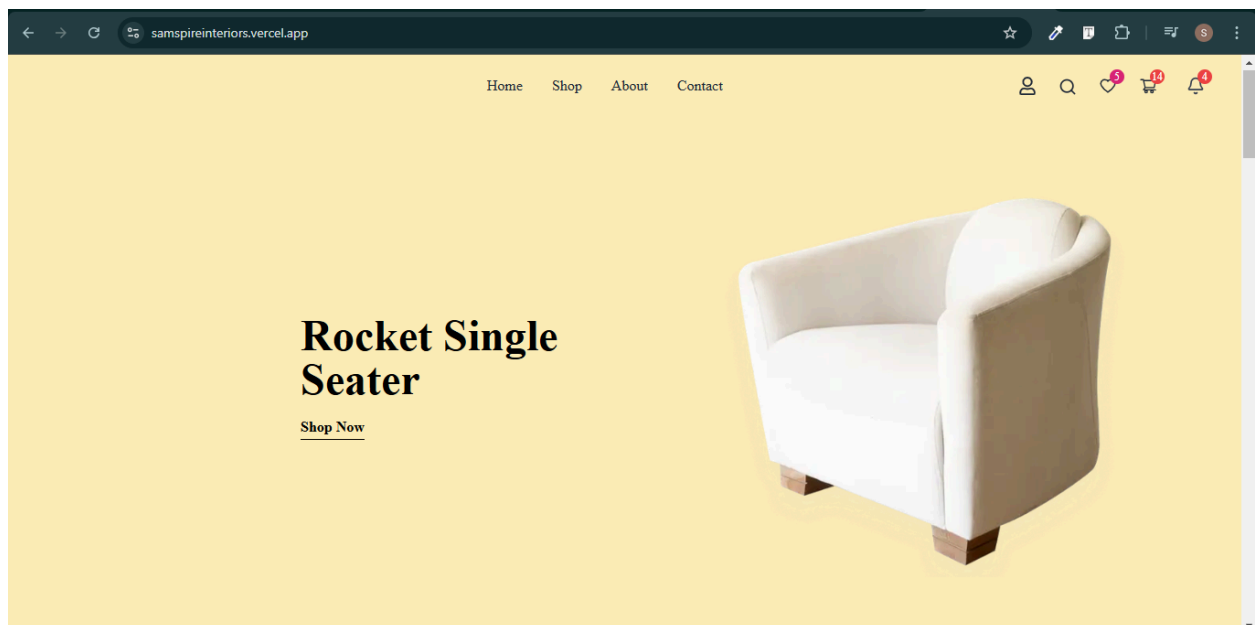 samspireinteriors.vercel.app
S
Home Shop About Contact
5 14 4
Rocket Single
Seater
Shop Now